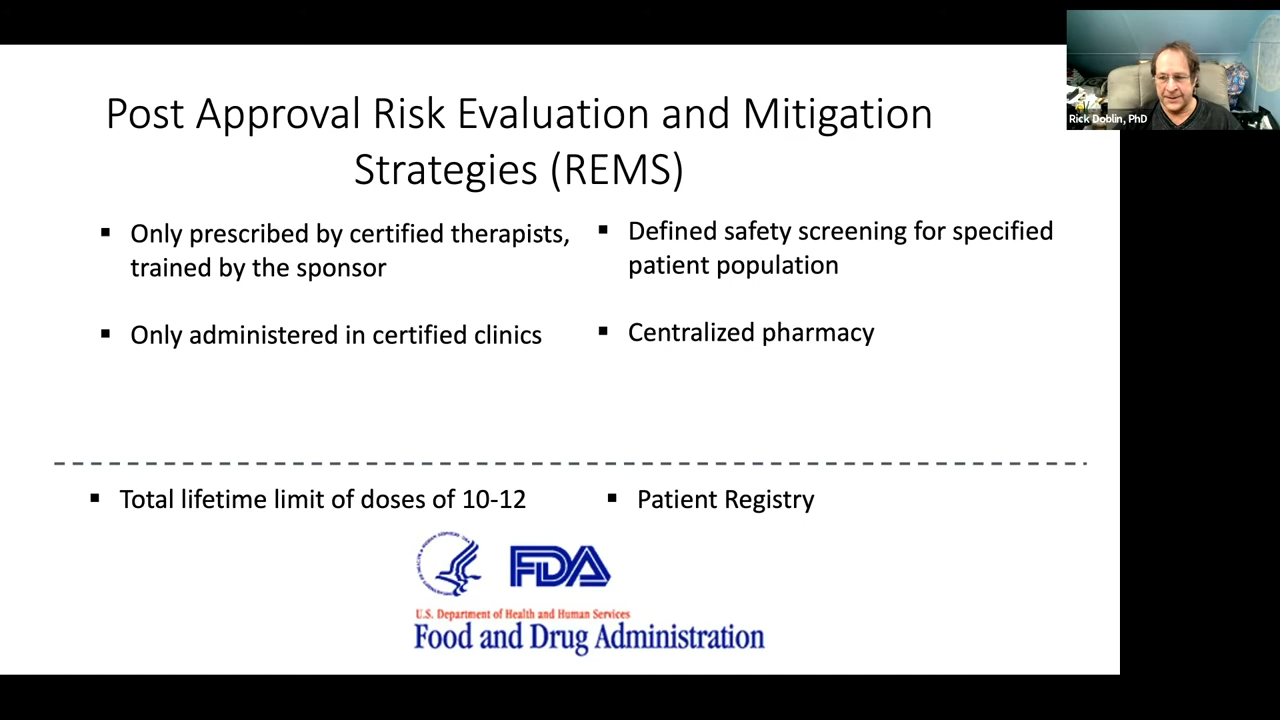 Post Approval Risk Evaluation and Mitigation
Strategies (REMS)
Rick Doblin, PhD
▪ Only prescribed by certified therapists,
trained by the sponsor
▪ Only administered in certified clinics
▪ Defined safety screening for specified
patient population
▪ Centralized pharmacy
▪ Total lifetime limit of doses of 10-12
▪ Patient Registry
FDA
U.S. Department of Health and Human Services
Food and Drug Administration